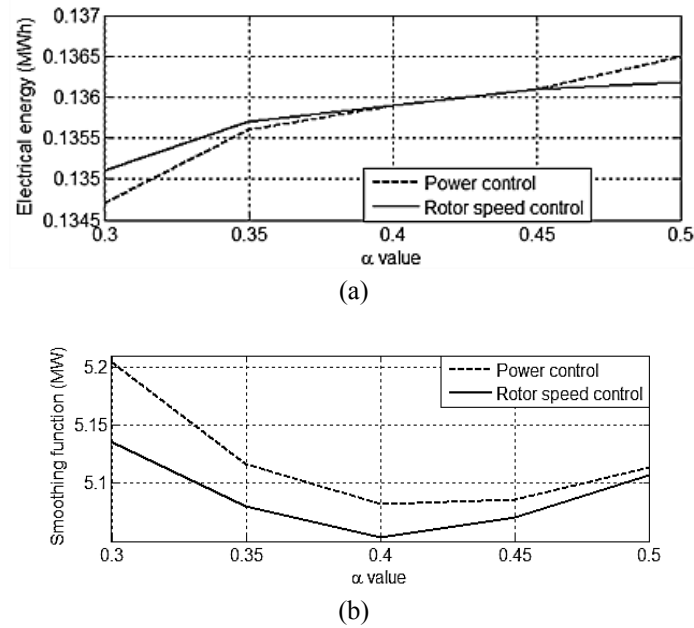 Electrical energy (MWh)
0.137
0.1365
0.136
0.1355
0.135
0.1345
Power control
Rotor speed control
0.3 0.35 0.4 0.45 0.5
α value
(a)
Smoothing function (MW)
5.2
5.15
5.1
Power control
Rotor speed control
0.3 0.35 0.4 0.45 0.5
α value
(b)